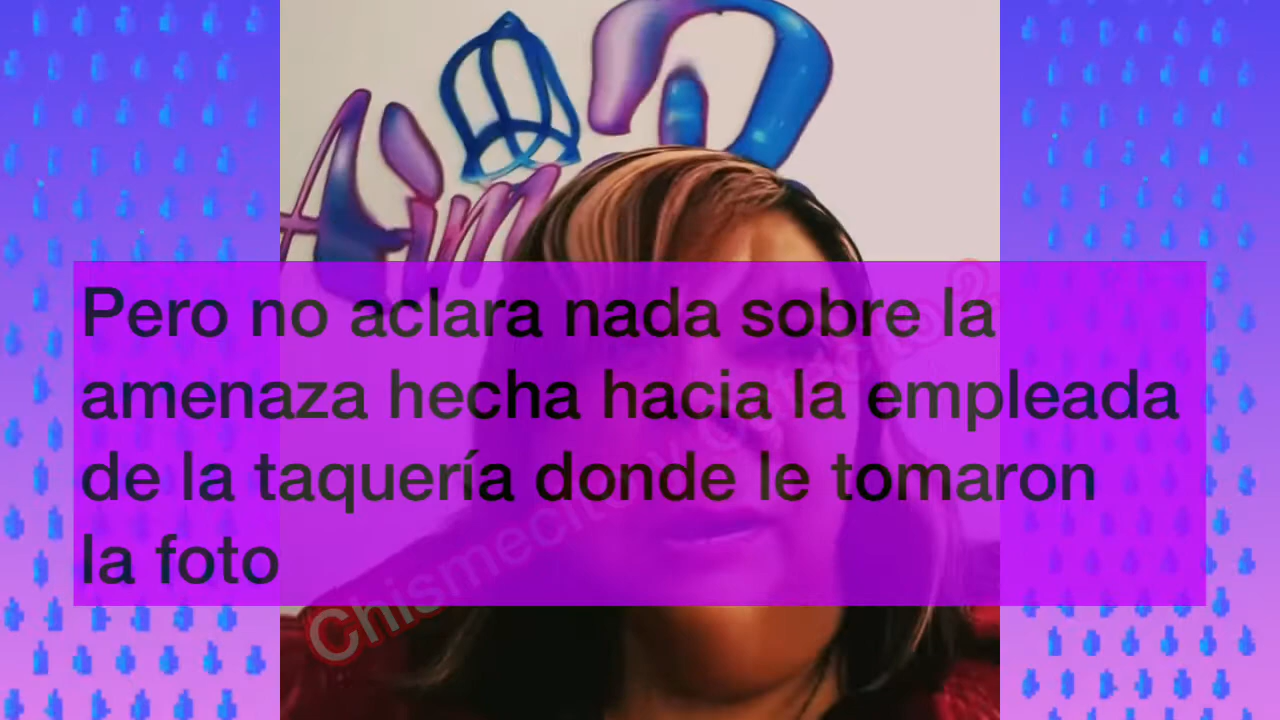 Pero no aclara nada sobre la
amenaza hecha hacia la empleada
de la taquería donde le tomaron
la foto